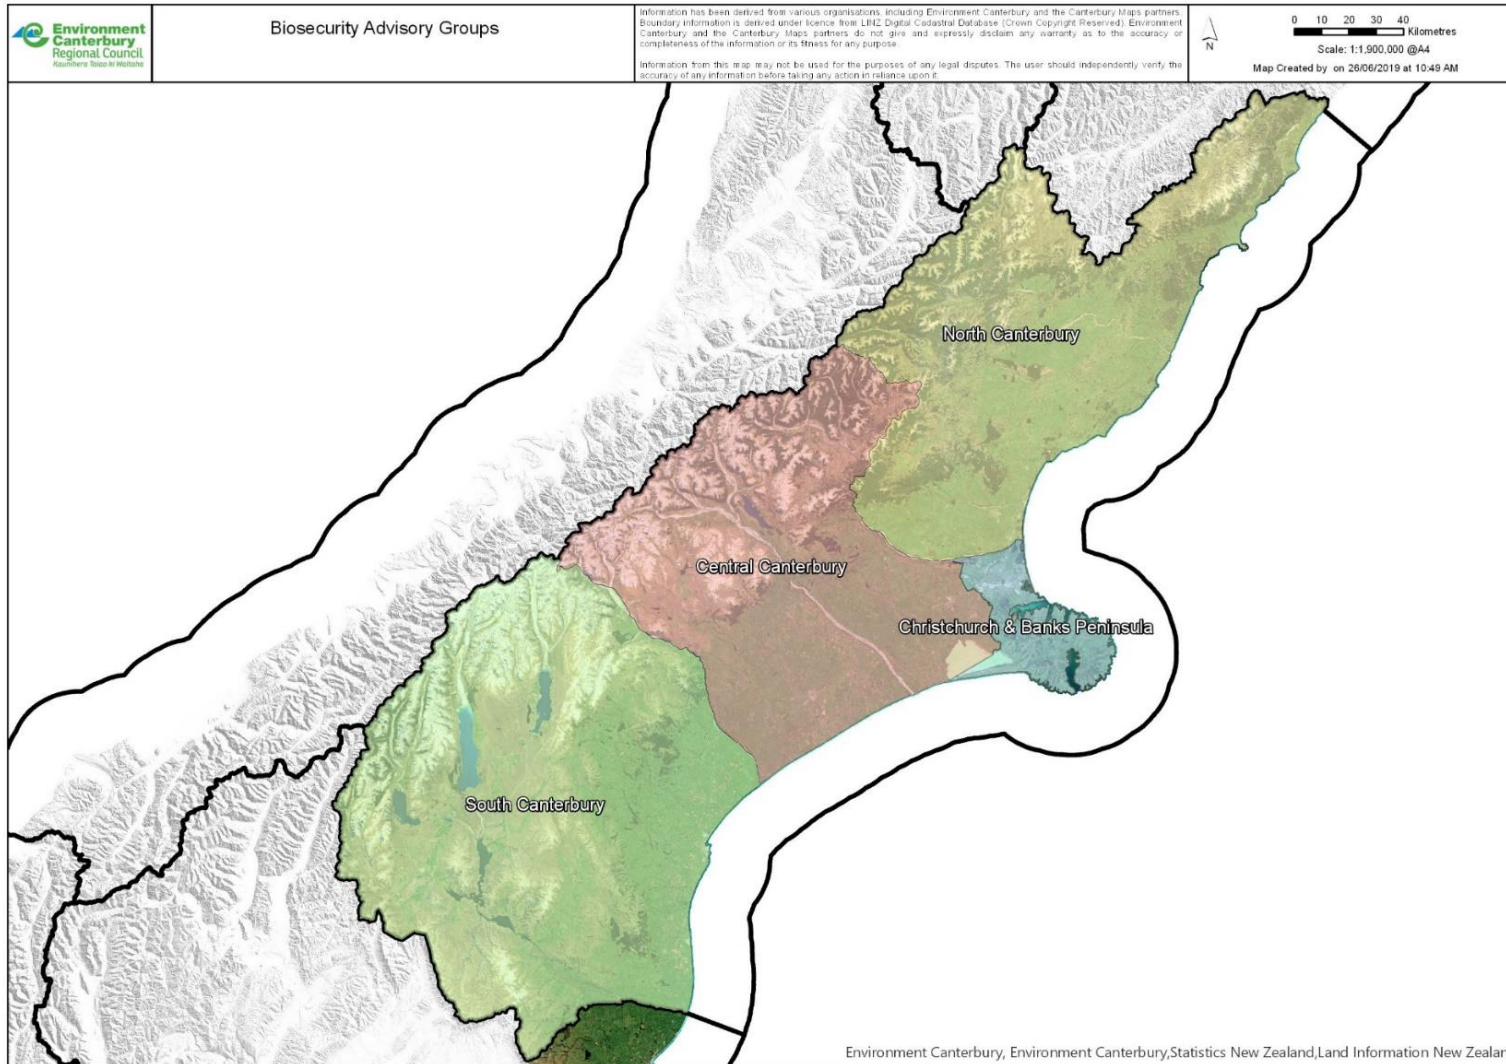 Environment
Canterbury
Regional Council
Kaunihera Taiao ki Waitaha
Biosecurity Advisory Groups
Information has been derived from various organisations, including Environment Canterbury and the Canterbury Maps partners.
Boundary information is derived under licence from LINZ Digital Cadastral Database (Crown Copyright Reserved). Environment
Canterbury and the Canterbury Maps partners do not give and expressly disclaim any warranty as to the accuracy or
completeness of the information or its fitness for any purpose.
Information from this map may not be used for the purposes of any legal disputes. The user should independently verify the
accuracy of any information before taking any action in reliance upon it.
N
0 10 20 30 40
Kilometres
Scale: 1:1,900,000 @A4
Map Created by on 26/06/2019 at 10:49 AM
North Canterbury
Central Canterbury
Christchurch & Banks Peninsula
South Canterbury
Environment Canterbury, Environment Canterbury,Statistics New Zealand,Land Information New Zealan